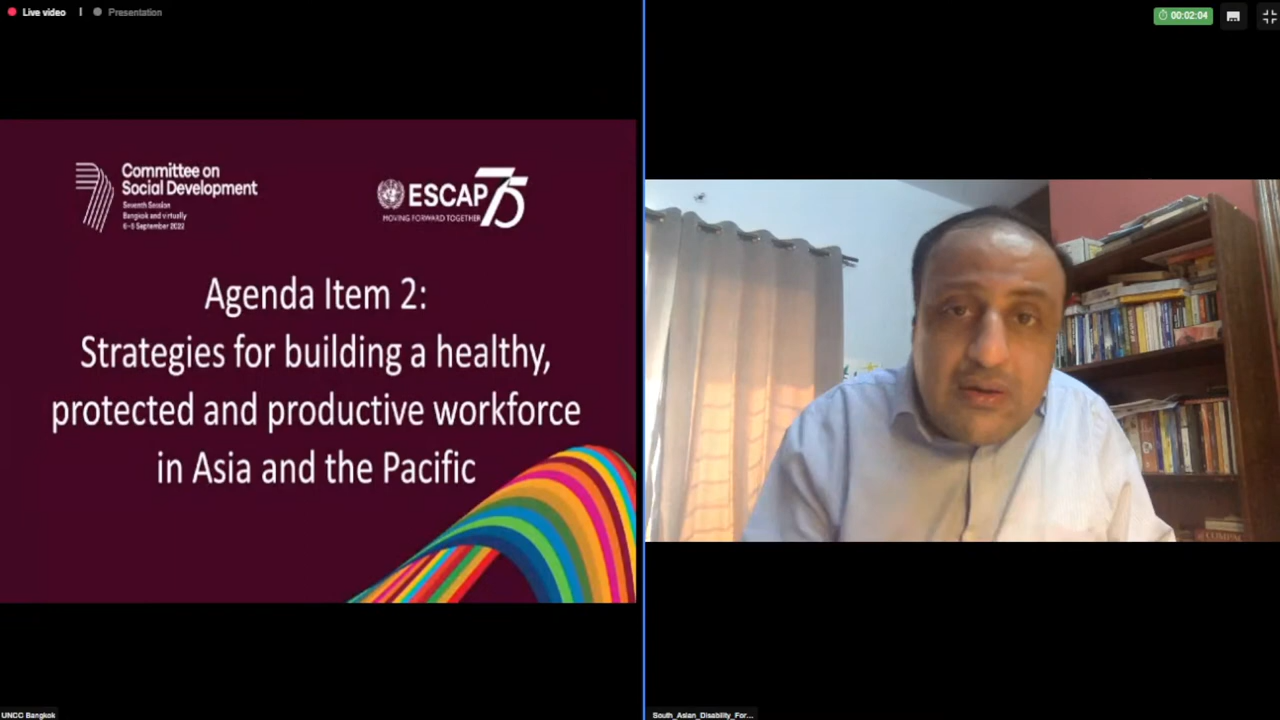 Live video
Presentation
00:02:04
Committee on
Social Development
Seventh Session
Bangkok and virtually
6–8 September 2022
ESCAP 75
MOVING FORWARD TOGETHER
Agenda Item 2:
Strategies for building a healthy,
protected and productive workforce
in Asia and the Pacific
UNCC Bangkok
South_Asian_Disability_For...